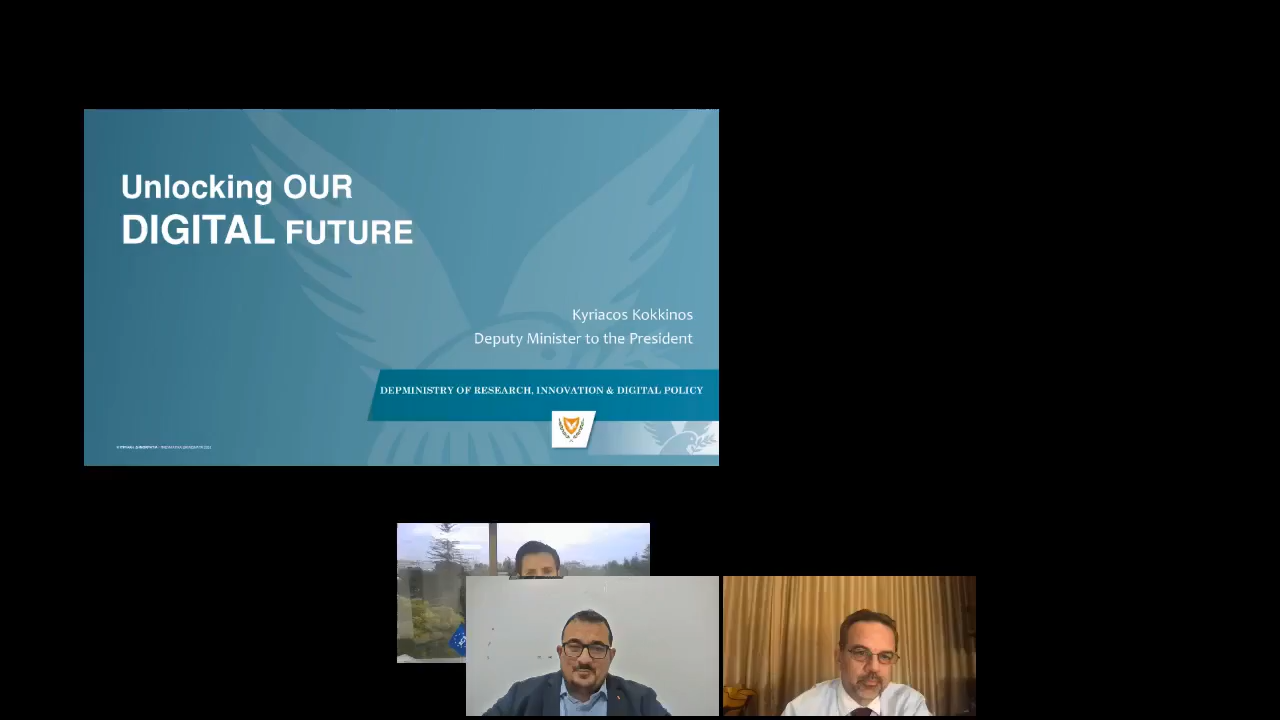 Unlocking OUR
DIGITAL FUTURE
Kyriacos Kokkinos
Deputy Minister to the President
DEPMINISTRY OF RESEARCH, INNOVATION & DIGITAL POLICY